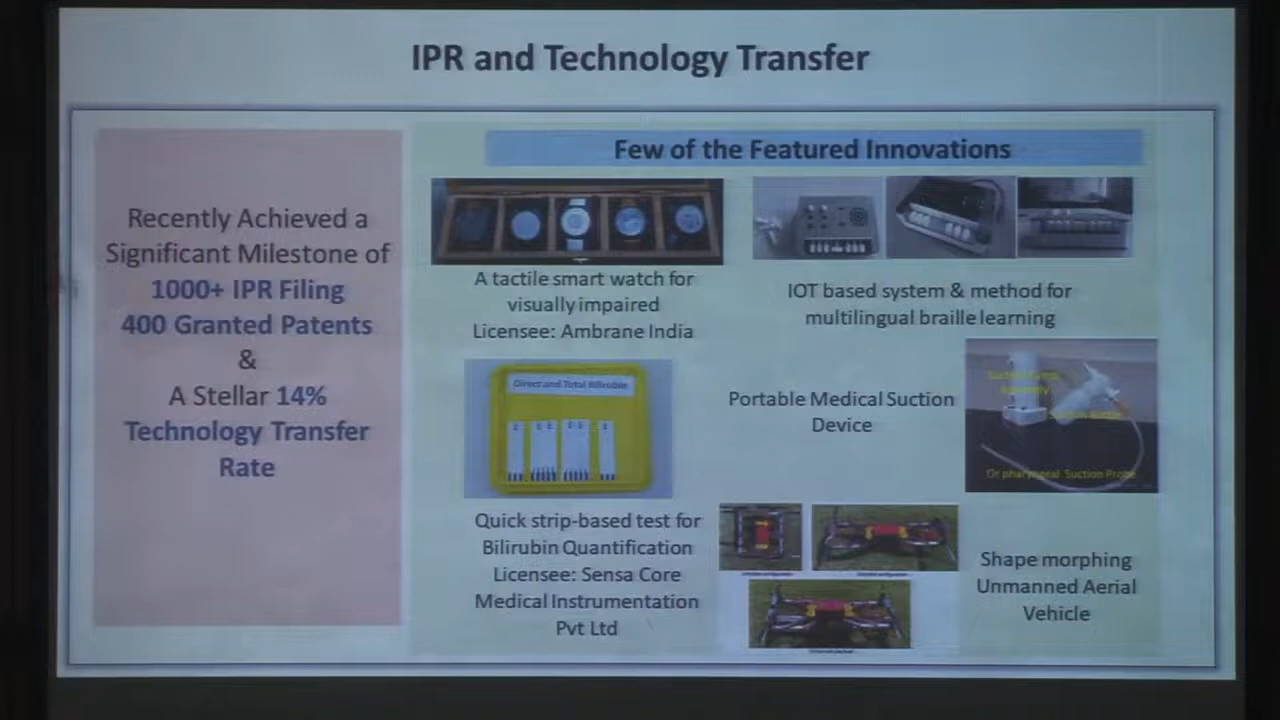 IPR and Technology Transfer
Recently Achieved a
Significant Milestone of
1000+ IPR Filing
400 Granted Patents
&
A Stellar 14%
Technology Transfer
Rate
Few of the Featured Innovations
A tactile smart watch for
visually impaired
Licensee: Ambrane India
IOT based system & method for
multilingual braille learning
Direct and Total Bilirubin
Quick strip-based test for
Bilirubin Quantification
Licensee: Sensa Core
Medical Instrumentation
Pvt Ltd
Portable Medical Suction
Device
Suction Probe
Shape morphing
Unmanned Aerial
Vehicle